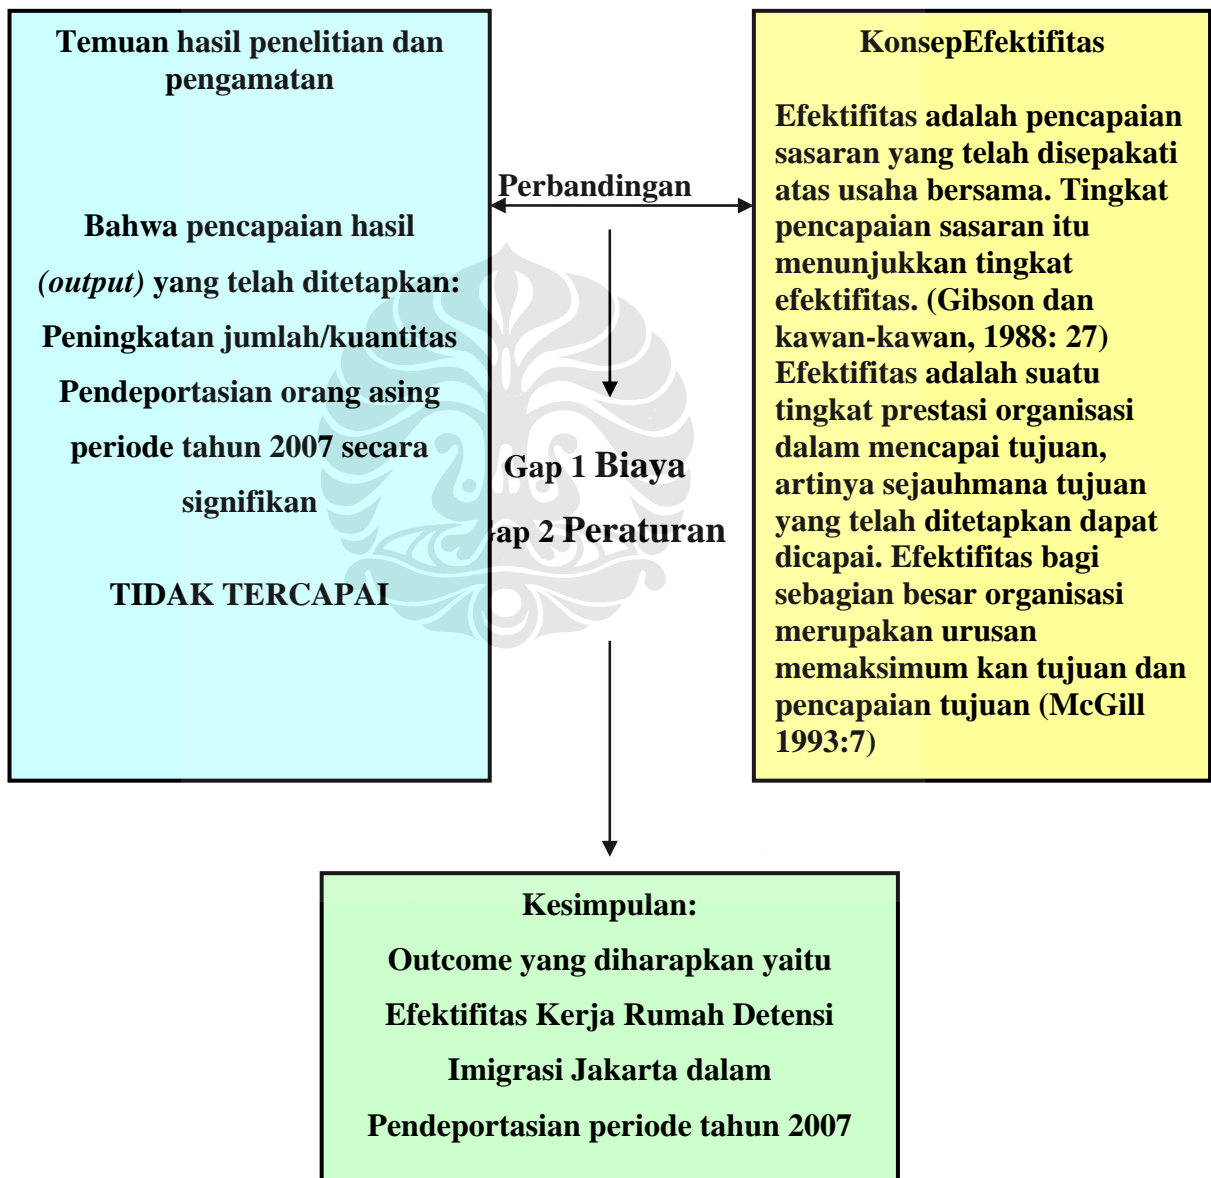 Temuan hasil penelitian dan
pengamatan
Bahwa pencapaian hasil
(output) yang telah ditetapkan:
Peningkatan jumlah/kuantitas
Pendeportasian orang asing
periode tahun 2007 secara
signifikan
TIDAK TERCAPAI
Perbandingan
Gap 1 Biaya
ap 2 Peraturan
KonsepEfektifitas
Efektifitas adalah pencapaian
sasaran yang telah disepakati
atas usaha bersama. Tingkat
pencapaian sasaran itu
menunjukkan tingkat
efektifitas. (Gibson dan
kawan-kawan, 1988: 27)
Efektifitas adalah suatu
tingkat prestasi organisasi
dalam mencapai tujuan,
artinya sejauhmana tujuan
yang telah ditetapkan dapat
dicapai. Efektifitas bagi
sebagian besar organisasi
merupakan urusan
memaksimum kan tujuan dan
pencapaian tujuan (McGill
1993:7)
Kesimpulan:
Outcome yang diharapkan yaitu
Efektifitas Kerja Rumah Detensi
Imigrasi Jakarta dalam
Pendeportasian periode tahun 2007